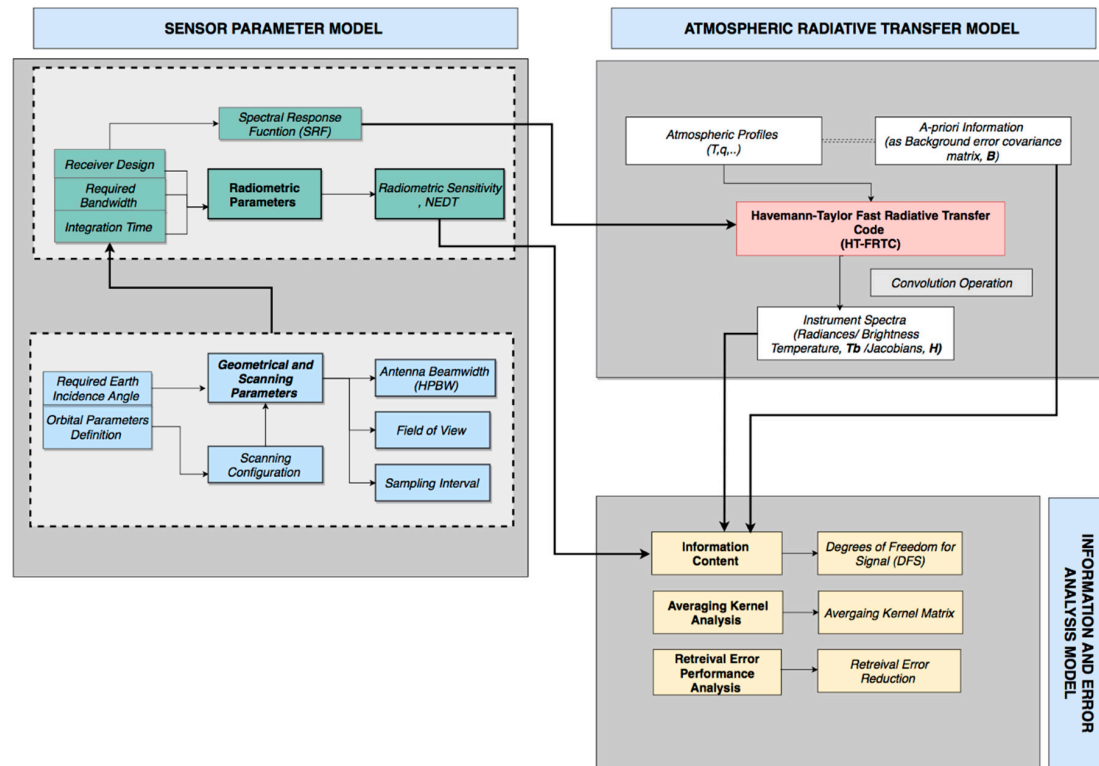 SENSOR PARAMETER MODEL
Spectral Response
Fucntion (SRF)
Receiver Design
Required
Bandwidth
Integration Time
Radiometric
Parameters
Radiometric Sensitivity
, NEDT
Required Earth
Incidence Angle
Orbital Parameters
Definition
Geometrical and
Scanning
Parameters
Scanning
Configuration
Antenna Beamwidth
(HPBW)
Field of View
Sampling Interval
ATMOSPHERIC RADIATIVE TRANSFER MODEL
Atmospheric Profiles
(T,q,..)
A-priori Information
(as Background error covariance
matrix, B)
Havemann-Taylor Fast Radiative Transfer
Code
(HT-FRTC)
Convolution Operation
Instrument Spectra
(Radiances/ Brightness
Temperature, Tb /Jacobians, H)
Information
Content
Degrees of Freedom for
Signal (DFS)
Averaging Kernel
Analysis
Avergaing Kernel Matrix
Retreival Error
Performance
Analysis
Retreival Error
Reduction
INFORMATION AND ERROR
ANALYSIS MODEL